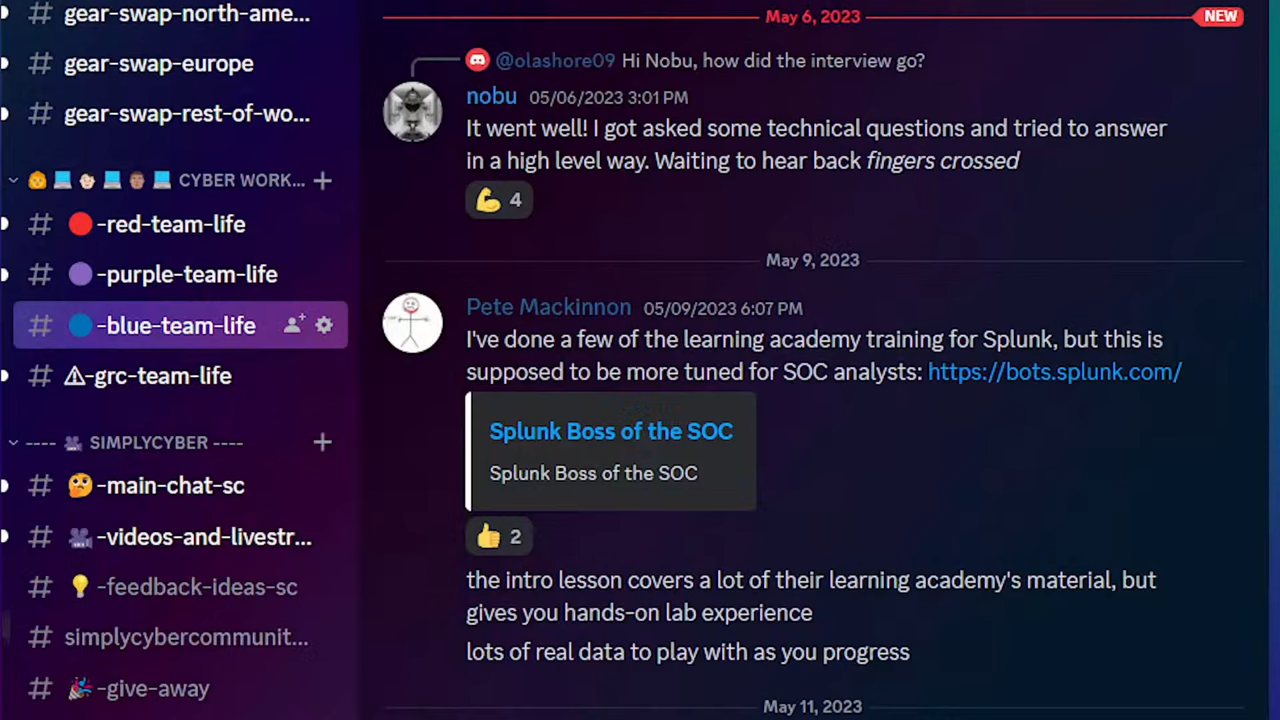 gear-swap-north-ame...
gear-swap-europe
gear-swap-rest-of-wo...
CYBER WORK...
-red-team-life
-purple-team-life
-blue-team-life
-grc-team-life
---- SIMPLYCYBER ----
-main-chat-sc
-videos-and-livestr...
-feedback-ideas-sc
simplycybercommunit...
-give-away
May 6, 2023
NEW
@olashore09 Hi Nobu, how did the interview go?
nobu 05/06/2023 3:01 PM
It went well! I got asked some technical questions and tried to answer
in a high level way. Waiting to hear back fingers crossed
4
May 9, 2023
Pete Mackinnon 05/09/2023 6:07 PM
I've done a few of the learning academy training for Splunk, but this is
supposed to be more tuned for SOC analysts: https://bots.splunk.com/
Splunk Boss of the SOC
Splunk Boss of the SOC
2
the intro lesson covers a lot of their learning academy's material, but
gives you hands-on lab experience
lots of real data to play with as you progress
May 11, 2023